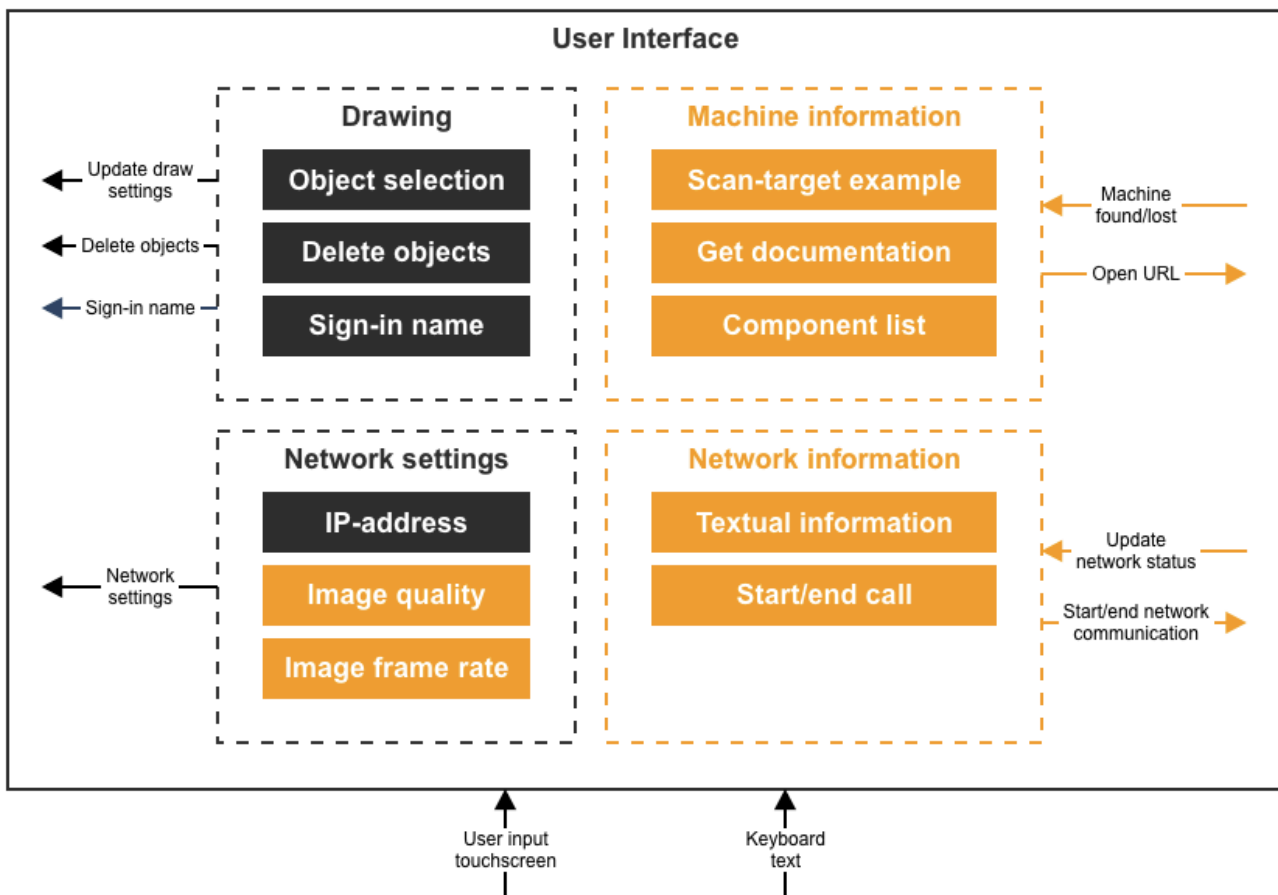 User Interface
Drawing
Object selection
Delete objects
Sign-in name
Update draw
settings
Delete objects
Sign-in name
Machine information
Scan-target example
Get documentation
Component list
Machine
found/lost
Open URL
Network settings
IP-address
Image quality
Image frame rate
Network
settings
Network information
Textual information
Start/end call
Update
network status
Start/end network
communication
User input
touchscreen
Keyboard
text